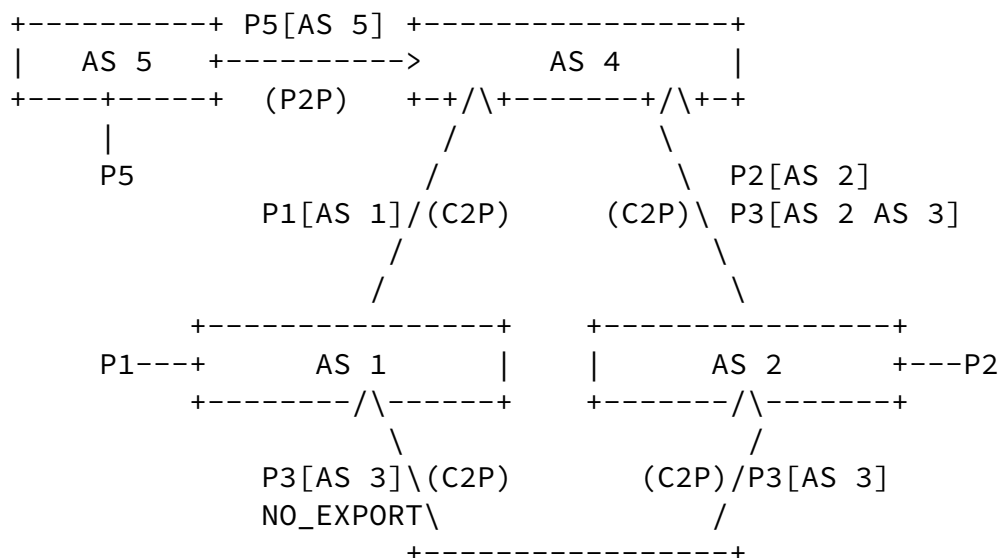 P5[AS 5]
AS 5 AS 4
(P2P)
P5 P2[AS 2]
P1[AS 1] (C2P) (C2P) P3[AS 2 AS 3]
P1 AS 1 AS 2 P2
P3[AS 3] (C2P) (C2P) P3[AS 3]
NO_EXPORT